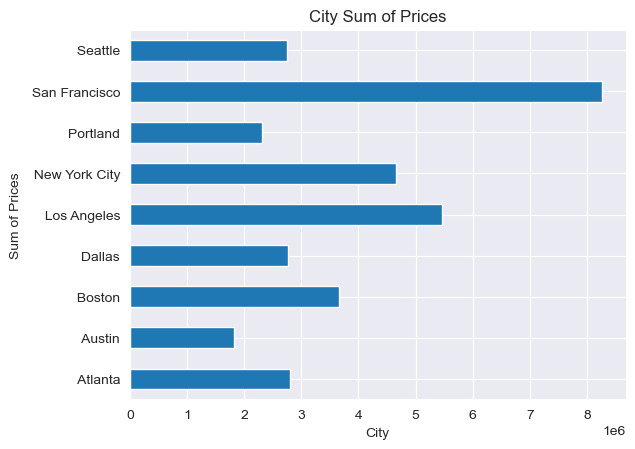 City Sum of Prices
Sum of Prices
Seattle
San Francisco
Portland
New York City
Los Angeles
Dallas
Boston
Austin
Atlanta
0 1 2 3 4 5 6 7 8
1e6
City